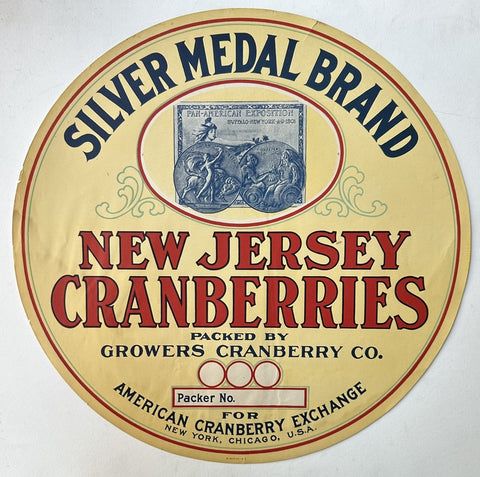 SILVER MEDAL BRAND
PAN-AMERICAN EXPOSITION
BUFFALO·NEW·YORK·A·D·1901
NEW JERSEY
CRANBERRIES
PACKED BY
GROWERS CRANBERRY CO.
Packer No.
FOR
AMERICAN CRANBERRY EXCHANGE
NEW YORK, CHICAGO, U.S.A.